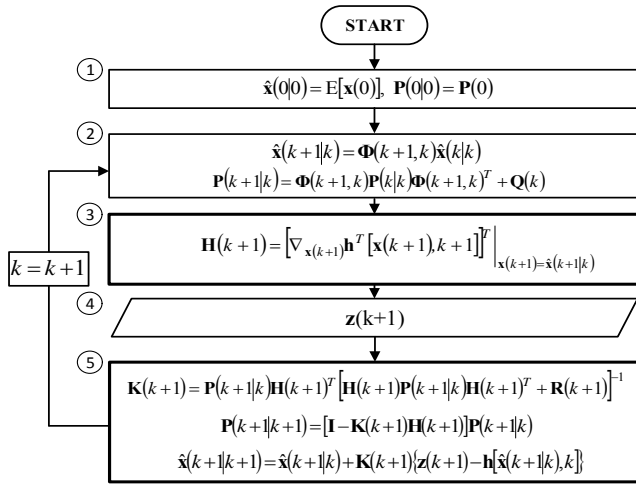 START
1
x̂(0|0) = E[x(0)], P(0|0) = P(0)
2
x̂(k+1|k) = Φ(k+1,k)x̂(k|k)
P(k+1|k) = Φ(k+1,k)P(k|k)Φ(k+1,k)ᵀ + Q(k)
3
H(k+1) = [∇ₓ₍ₖ₊₁₎hᵀ[x(k+1),k+1]]ᵀ|x(k+1)=x̂(k+1|k)
k = k+1
4
z(k+1)
5
K(k+1) = P(k+1|k)H(k+1)ᵀ[H(k+1)P(k+1|k)H(k+1)ᵀ + R(k+1)]⁻¹
P(k+1|k+1) = [I − K(k+1)H(k+1)]P(k+1|k)
x̂(k+1|k+1) = x̂(k+1|k) + K(k+1){z(k+1) − h[x̂(k+1|k),k]}